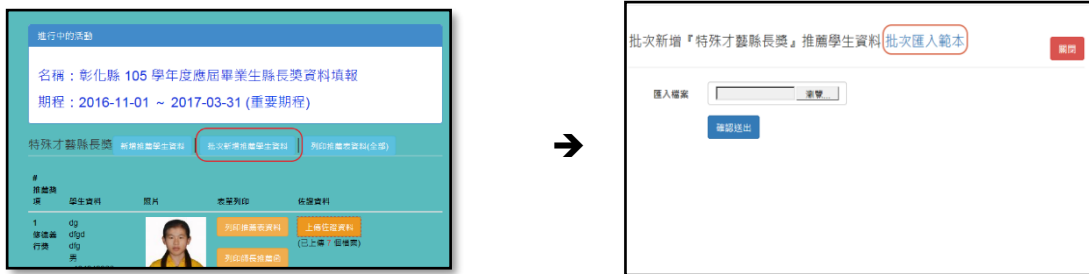 進行中的活動
名稱：彰化縣 105 學年度應屆畢業生縣長獎資料填報
期程：2016-11-01 ~ 2017-03-31 (重要期程)
特殊才藝縣長獎 新增推薦學生資料 批次新增推薦學生資料 列印推薦表資料(全部)
#
推薦類
項 學生資料 照片 表單列印 佐證資料
1 dg 列印推薦表資料 上傳佐證資料
修德義 dfgd (已上傳 7 個檔案)
行獎 dfg
男 列印師長推薦函
➔
批次新增『特殊才藝縣長獎』推薦學生資料 批次匯入範本
關閉
匯入檔案 瀏覽...
確認送出